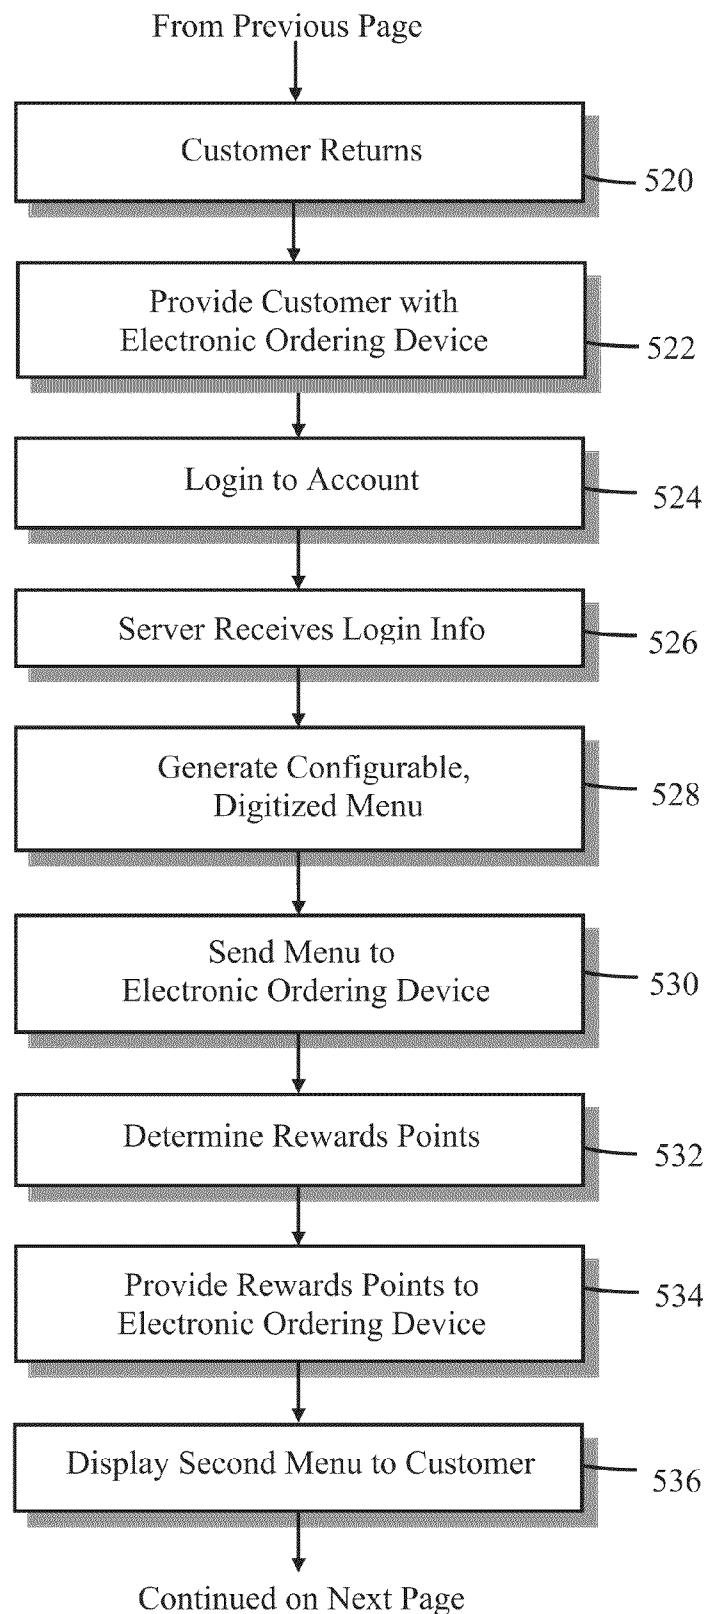 From Previous Page
Customer Returns
520
Provide Customer with
Electronic Ordering Device
522
Login to Account
524
Server Receives Login Info
526
Generate Configurable,
Digitized Menu
528
Send Menu to
Electronic Ordering Device
530
Determine Rewards Points
532
Provide Rewards Points to
Electronic Ordering Device
534
Display Second Menu to Customer
536
Continued on Next Page